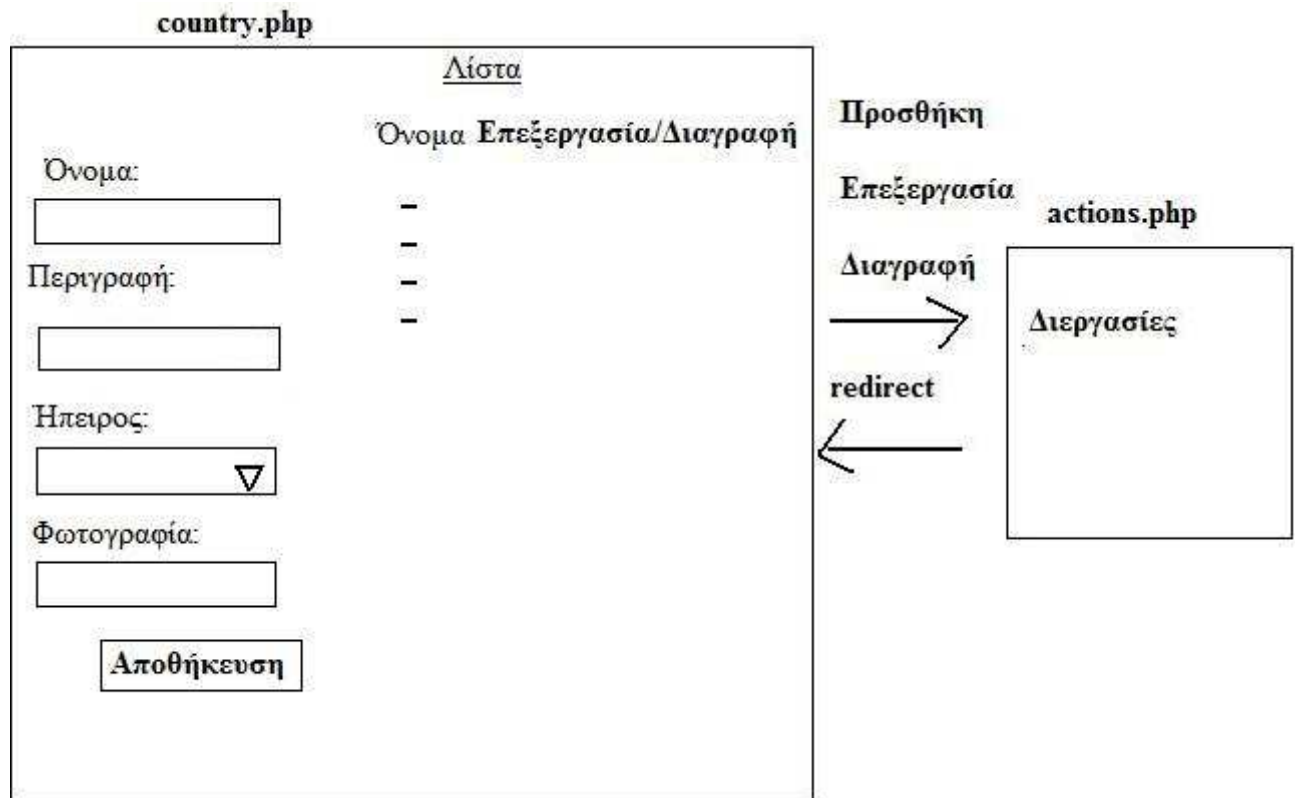 country.php
Λίστα
Όνομα Επεξεργασία/Διαγραφή
Όνομα:
Περιγραφή:
Ήπειρος:
Φωτογραφία:
Αποθήκευση
Προσθήκη
Επεξεργασία
Διαγραφή
redirect
actions.php
Διεργασίες